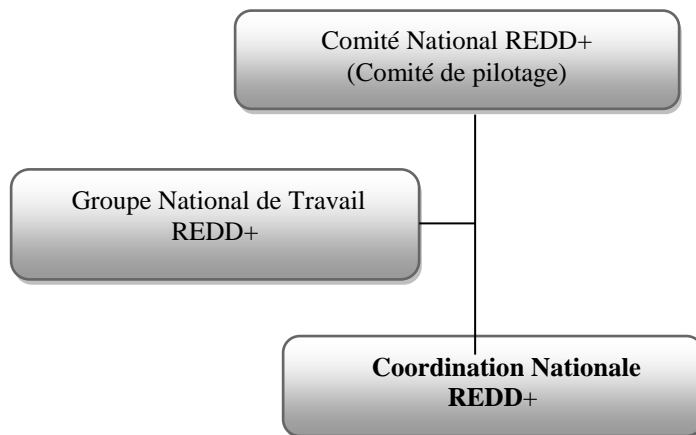 Comité National REDD+
(Comité de pilotage)
Groupe National de Travail
REDD+
Coordination Nationale
REDD+